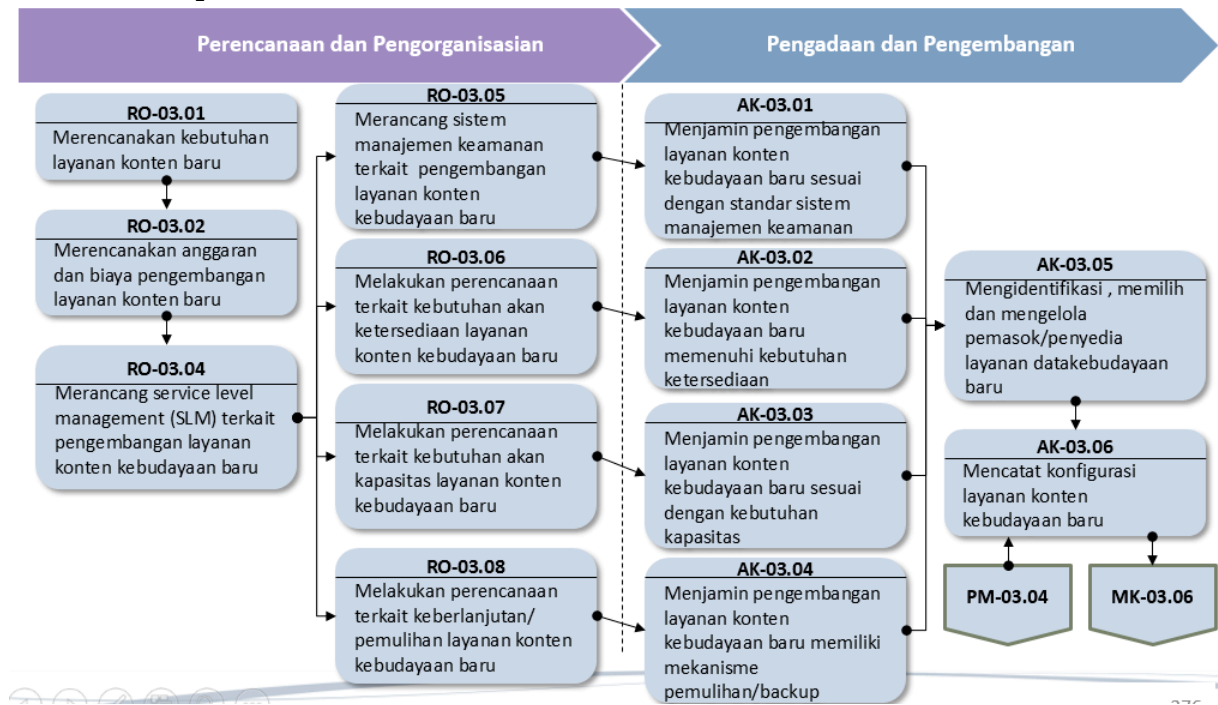 Perencanaan dan Pengorganisasian
Pengadaan dan Pengembangan
RO-03.01
Merencanakan kebutuhan
layanan konten baru
RO-03.02
Merencanakan anggaran
dan biaya pengembangan
layanan konten baru
RO-03.04
Merancang service level
management (SLM) terkait
pengembangan layanan
konten kebudayaan baru
RO-03.05
Merancang sistem
manajemen keamanan
terkait pengembangan
layanan konten
kebudayaan baru
RO-03.06
Melakukan perencanaan
terkait kebutuhan akan
ketersediaan layanan
konten kebudayaan baru
RO-03.07
Melakukan perencanaan
terkait kebutuhan akan
kapasitas layanan konten
kebudayaan baru
RO-03.08
Melakukan perencanaan
terkait keberlanjutan/
pemulihan layanan konten
kebudayaan baru
AK-03.01
Menjamin pengembangan
layanan konten
kebudayaan baru sesuai
dengan standar sistem
manajemen keamanan
AK-03.02
Menjamin pengembangan
layanan konten
kebudayaan baru
memenuhi kebutuhan
ketersediaan
AK-03.03
Menjamin pengembangan
layanan konten
kebudayaan baru sesuai
dengan kebutuhan
kapasitas
AK-03.04
Menjamin pengembangan
layanan konten
kebudayaan baru memiliki
mekanisme
pemulihan/backup
AK-03.05
Mengidentifikasi , memilih
dan mengelola
pemasok/penyedia
layanan datakebudayaan
baru
AK-03.06
Mencatat konfigurasi
layanan konten
kebudayaan baru
PM-03.04
MK-03.06